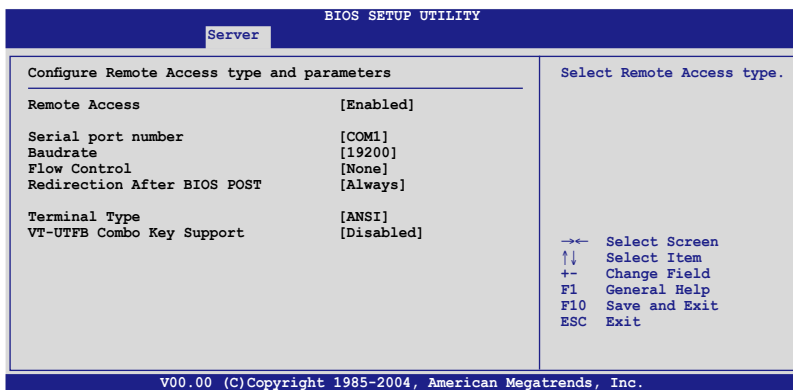 BIOS SETUP UTILITY
Server
Configure Remote Access type and parameters
Remote Access [Enabled]
Serial port number [COM1]
Baudrate [19200]
Flow Control [None]
Redirection After BIOS POST [Always]
Terminal Type [ANSI]
VT-UTFB Combo Key Support [Disabled]
Select Remote Access type.
→← Select Screen
↑↓ Select Item
+- Change Field
F1 General Help
F10 Save and Exit
ESC Exit
V00.00 (C)Copyright 1985-2004, American Megatrends, Inc.